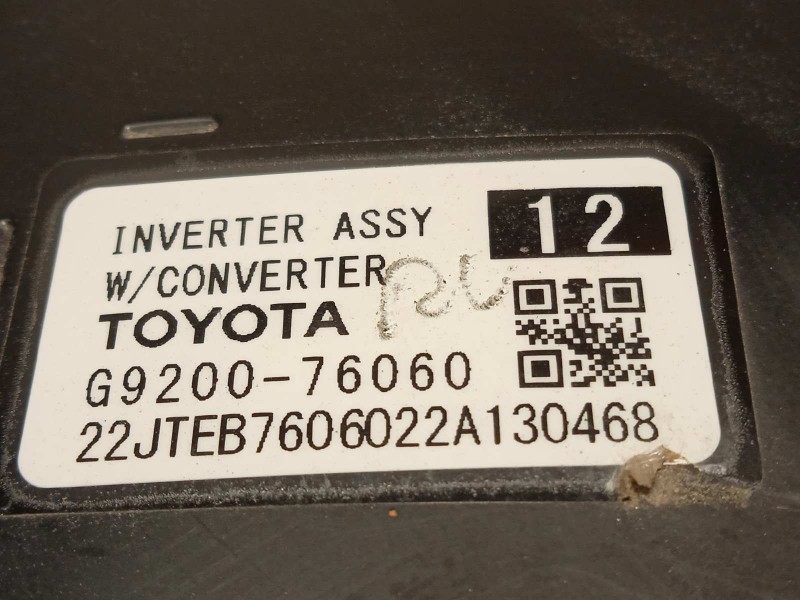 INVERTER ASSY 12
W/CONVERTER
TOYOTA
G9200-76060
22JTEB7606022A130468